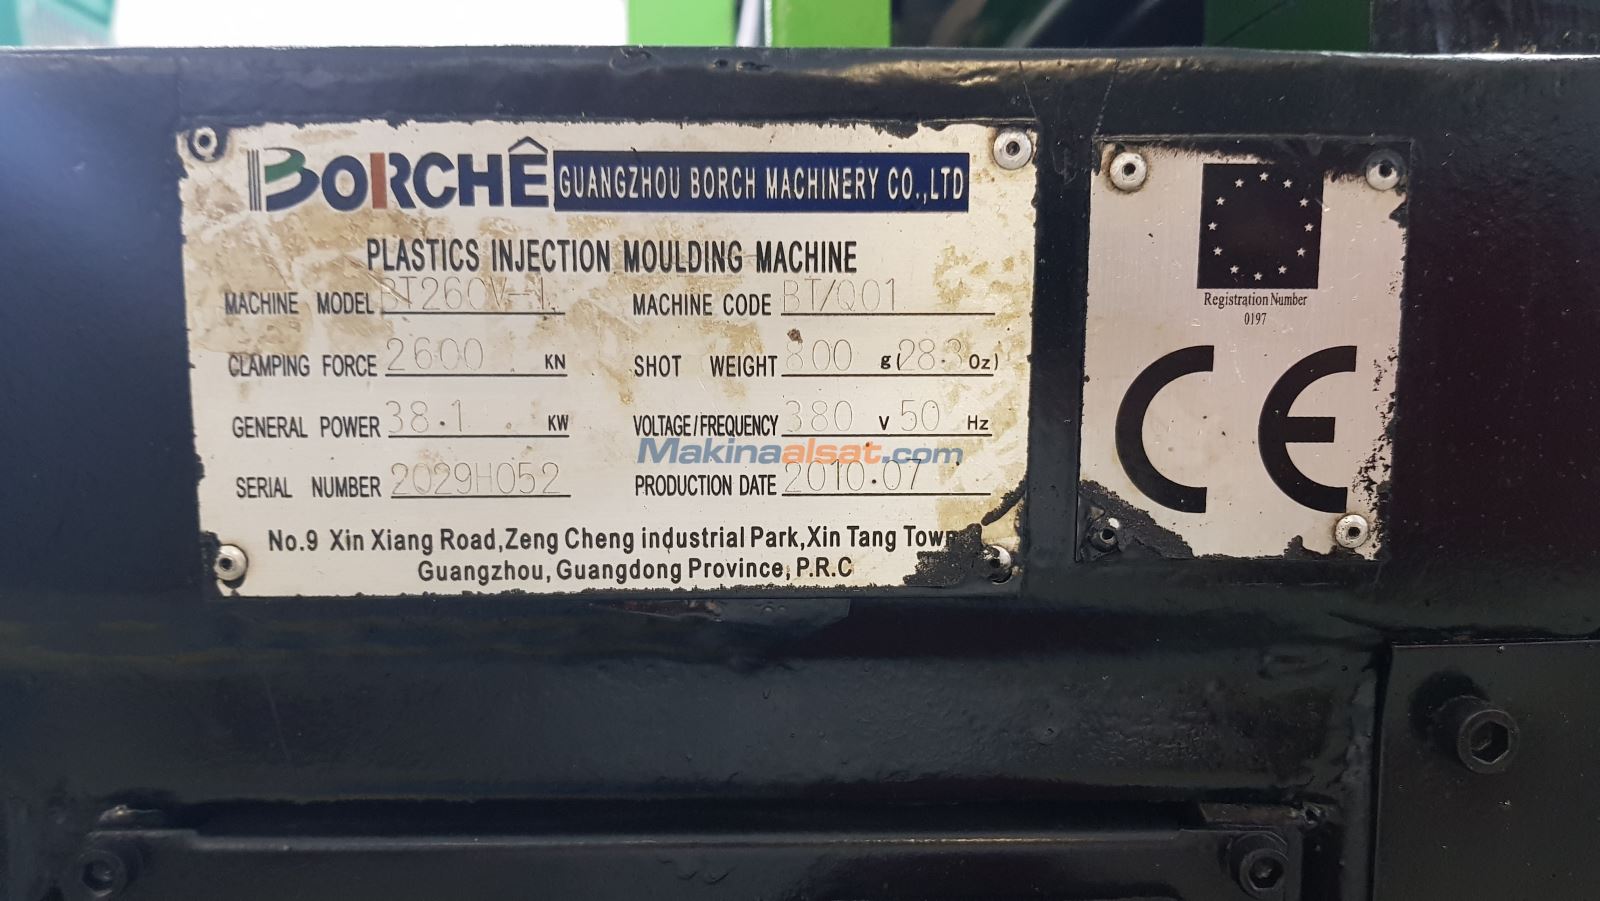 BORCHÊ GUANGZHOU BORCH MACHINERY CO.,LTD
PLASTICS INJECTION MOULDING MACHINE
MACHINE MODEL BT260V-1 MACHINE CODE BT/Q01
CLAMPING FORCE 2600 KN SHOT WEIGHT 800 g(28.3Oz)
GENERAL POWER 38.1 KW VOLTAGE/FREQUENCY 380 V 50 Hz
Makinaalsat.com
SERIAL NUMBER 2029H052 PRODUCTION DATE 2010.07
No.9 Xin Xiang Road,Zeng Cheng industrial Park,Xin Tang Town
Guangzhou, Guangdong Province, P.R.C
Registration Number
0197
CE